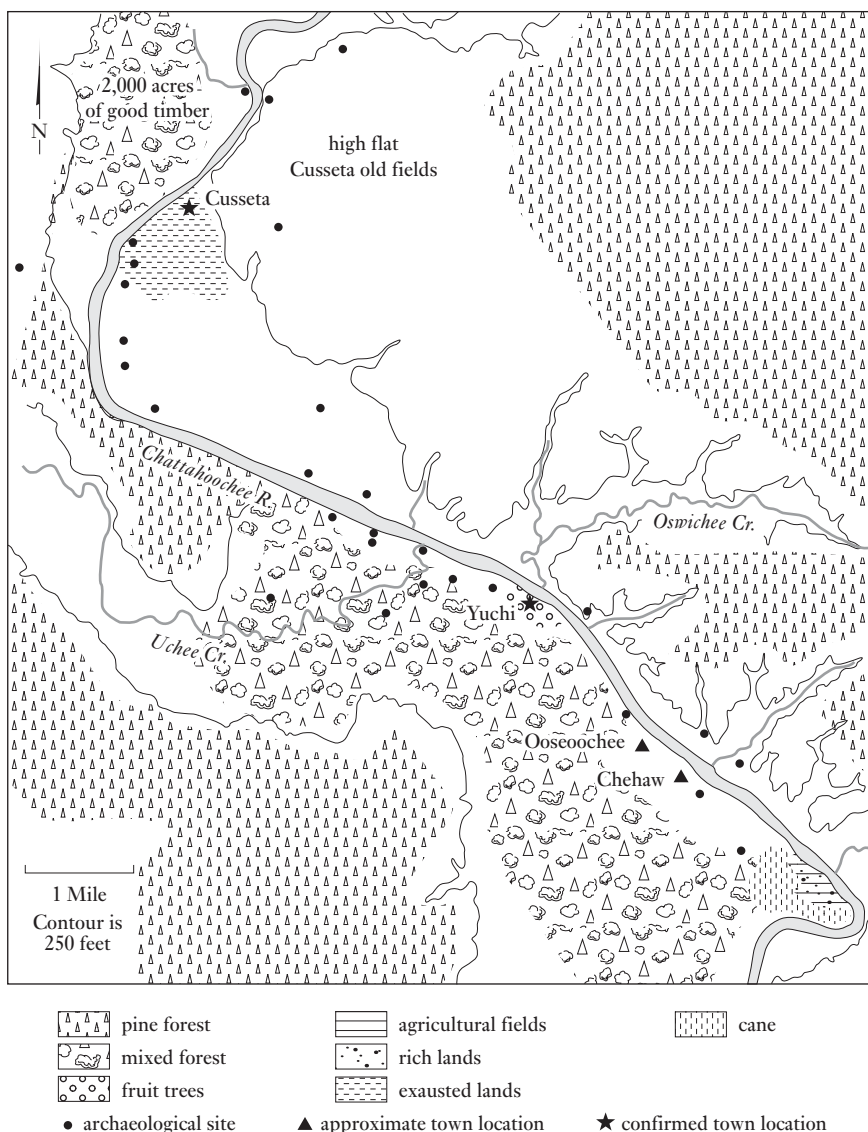 2,000 acres
of good timber
N
high flat
Cusseta old fields
Cusseta
Chattahoochee R.
Oswichee Cr.
Yuchi
Uchee Cr.
Ooseoochee
Chehaw
1 Mile
Contour is
250 feet
pine forest
agricultural fields
cane
mixed forest
rich lands
fruit trees
exausted lands
archaeological site
approximate town location
confirmed town location